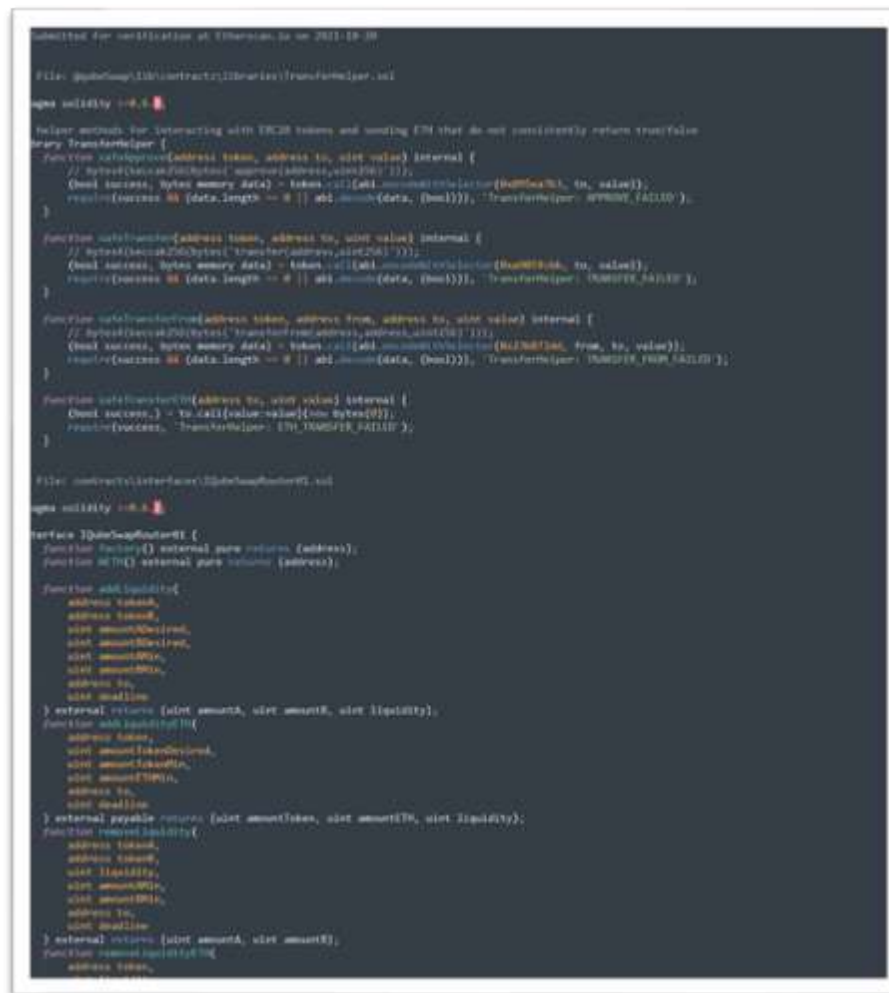 Submitted for verification at Etherscan.io on 2021-10-20
File: @qubeSwap\lib\contracts\libraries\TransferHelper.sol
agma solidity >=0.6.
helper methods for interacting with ERC20 tokens and sending ETH that do not consistently return true/false
brary TransferHelper {
function safeApprove(address token, address to, uint value) internal {
// bytes4(keccak256(bytes('approve(address,uint256)')));
(bool success, bytes memory data) = token.call(abi.encodeWithSelector(0x095ea7b3, to, value));
require(success && (data.length == 0 || abi.decode(data, (bool))), 'TransferHelper: APPROVE_FAILED');
}
function safeTransfer(address token, address to, uint value) internal {
// bytes4(keccak256(bytes('transfer(address,uint256)')));
(bool success, bytes memory data) = token.call(abi.encodeWithSelector(0xa9059cbb, to, value));
require(success && (data.length == 0 || abi.decode(data, (bool))), 'TransferHelper: TRANSFER_FAILED');
}
function safeTransferFrom(address token, address from, address to, uint value) internal {
// bytes4(keccak256(bytes('transferFrom(address,address,uint256)')));
(bool success, bytes memory data) = token.call(abi.encodeWithSelector(0x23b872dd, from, to, value));
require(success && (data.length == 0 || abi.decode(data, (bool))), 'TransferHelper: TRANSFER_FROM_FAILED');
}
function safeTransferETH(address to, uint value) internal {
(bool success,) = to.call{value:value}(new bytes(0));
require(success, 'TransferHelper: ETH_TRANSFER_FAILED');
}
File: contracts\interfaces\IQubeSwapRouter01.sol
agma solidity >=0.6.
terface IQubeSwapRouter01 {
function factory() external pure returns (address);
function WETH() external pure returns (address);
function addLiquidity(
address tokenA,
address tokenB,
uint amountADesired,
uint amountBDesired,
uint amountAMin,
uint amountBMin,
address to,
uint deadline
) external returns (uint amountA, uint amountB, uint liquidity);
function addLiquidityETH(
address token,
uint amountTokenDesired,
uint amountTokenMin,
uint amountETHMin,
address to,
uint deadline
) external payable returns (uint amountToken, uint amountETH, uint liquidity);
function removeLiquidity(
address tokenA,
address tokenB,
uint liquidity,
uint amountAMin,
uint amountBMin,
address to,
uint deadline
) external returns (uint amountA, uint amountB);
function removeLiquidityETH(
address token,